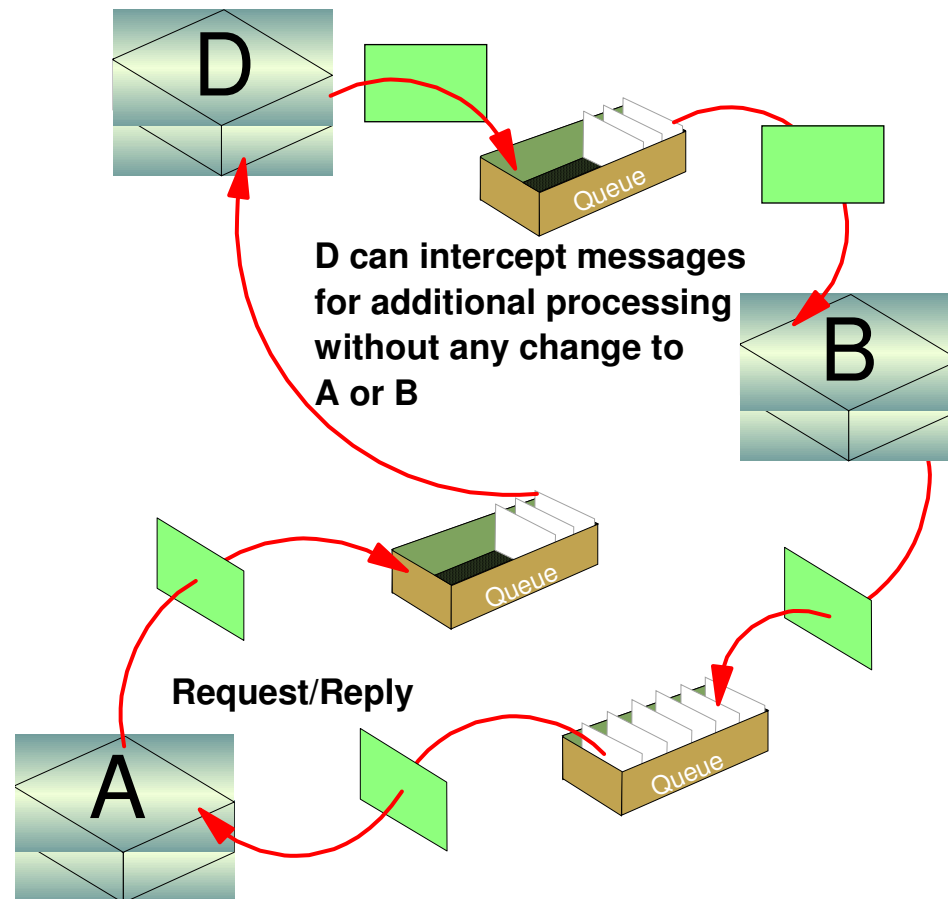 D
Queue
D can intercept messages
for additional processing
without any change to
A or B
B
Queue
Request/Reply
Queue
A